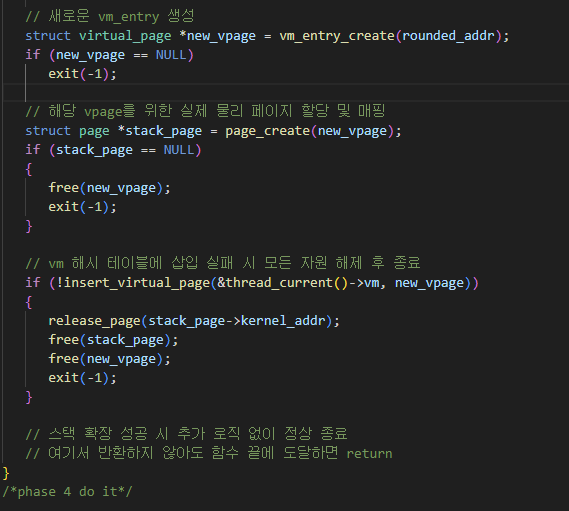 // 새로운 vm_entry 생성
struct virtual_page *new_vpage = vm_entry_create(rounded_addr);
if (new_vpage == NULL)
exit(-1);
// 해당 vpage를 위한 실제 물리 페이지 할당 및 매핑
struct page *stack_page = page_create(new_vpage);
if (stack_page == NULL)
{
free(new_vpage);
exit(-1);
}
// vm 해시 테이블에 삽입 실패 시 모든 자원 해제 후 종료
if (!insert_virtual_page(&thread_current()->vm, new_vpage))
{
release_page(stack_page->kernel_addr);
free(stack_page);
free(new_vpage);
exit(-1);
}
// 스택 확장 성공 시 추가 로직 없이 정상 종료
// 여기서 반환하지 않아도 함수 끝에 도달하면 return
}
/*phase 4 do it*/